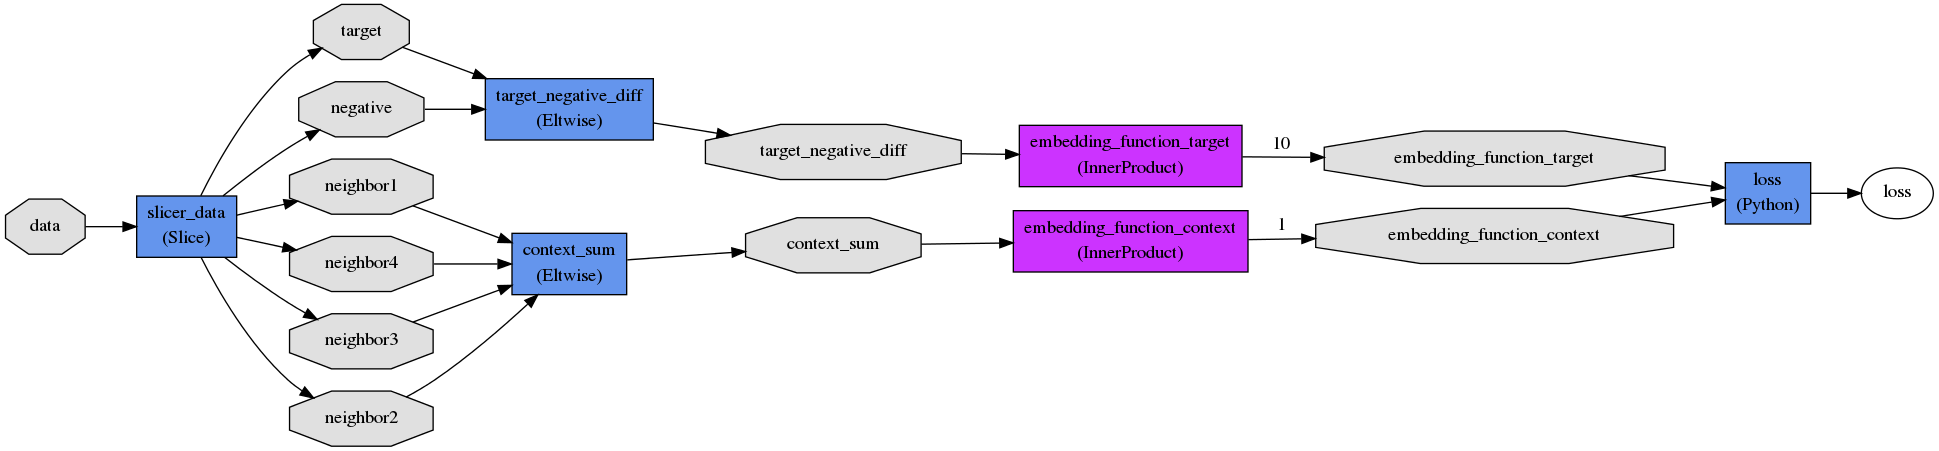 data
slicer_data
(Slice)
target
negative
neighbor1
neighbor4
neighbor3
neighbor2
target_negative_diff
(Eltwise)
context_sum
(Eltwise)
target_negative_diff
context_sum
embedding_function_target
(InnerProduct)
embedding_function_context
(InnerProduct)
10
1
embedding_function_target
embedding_function_context
loss
(Python)
loss